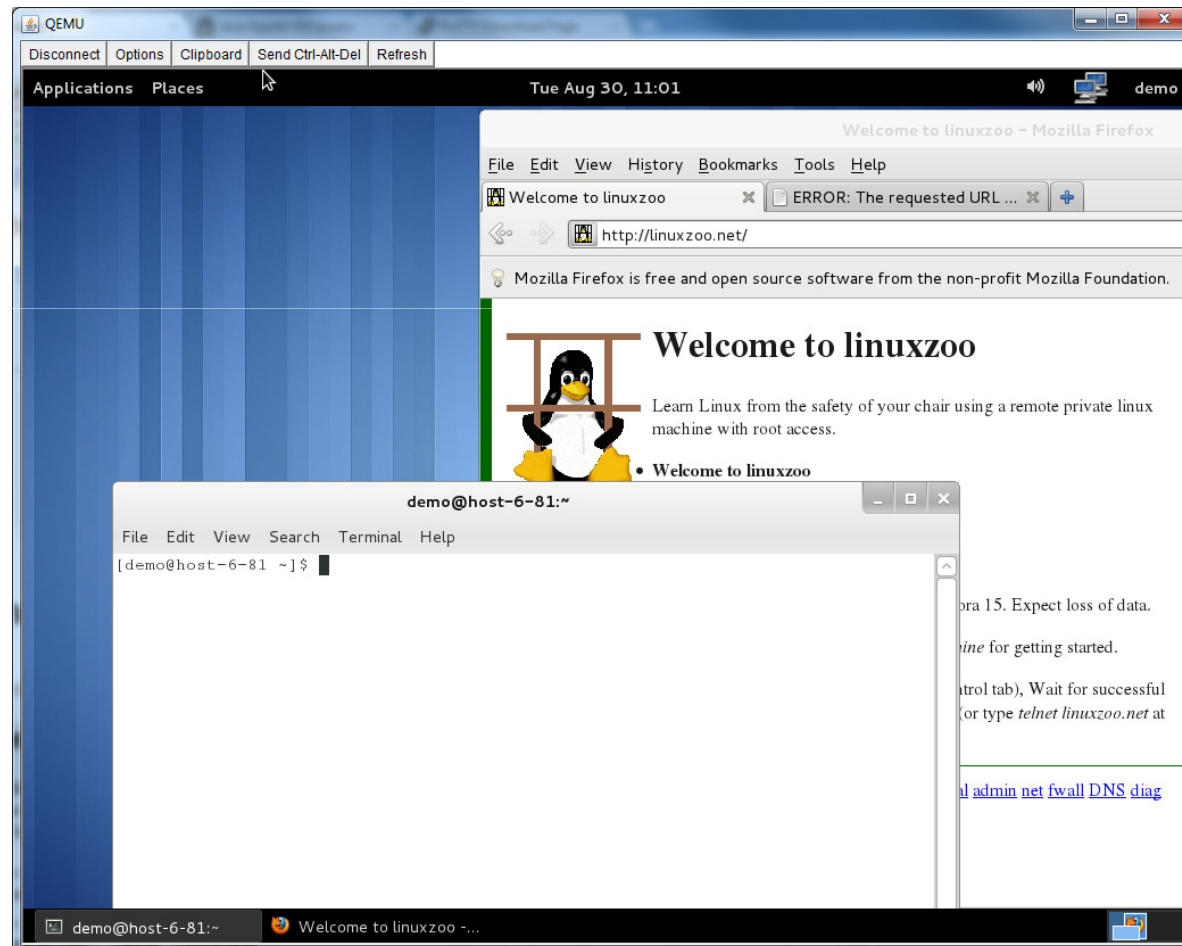 QEMU
Disconnect Options Clipboard Send Ctrl-Alt-Del Refresh
Applications Places Tue Aug 30, 11:01 demo
Welcome to linuxzoo - Mozilla Firefox
File Edit View History Bookmarks Tools Help
Welcome to linuxzoo ERROR: The requested URL ...
http://linuxzoo.net/
Mozilla Firefox is free and open source software from the non-profit Mozilla Foundation.
Welcome to linuxzoo
Learn Linux from the safety of your chair using a remote private linux
machine with root access.
• Welcome to linuxzoo
demo@host-6-81:~
File Edit View Search Terminal Help
[demo@host-6-81 ~]$
15. Expect loss of data.
for getting started.
tab), Wait for successful
(or type telnet linuxzoo.net at
admin net fwall DNS diag
demo@host-6-81:~ Welcome to linuxzoo -...